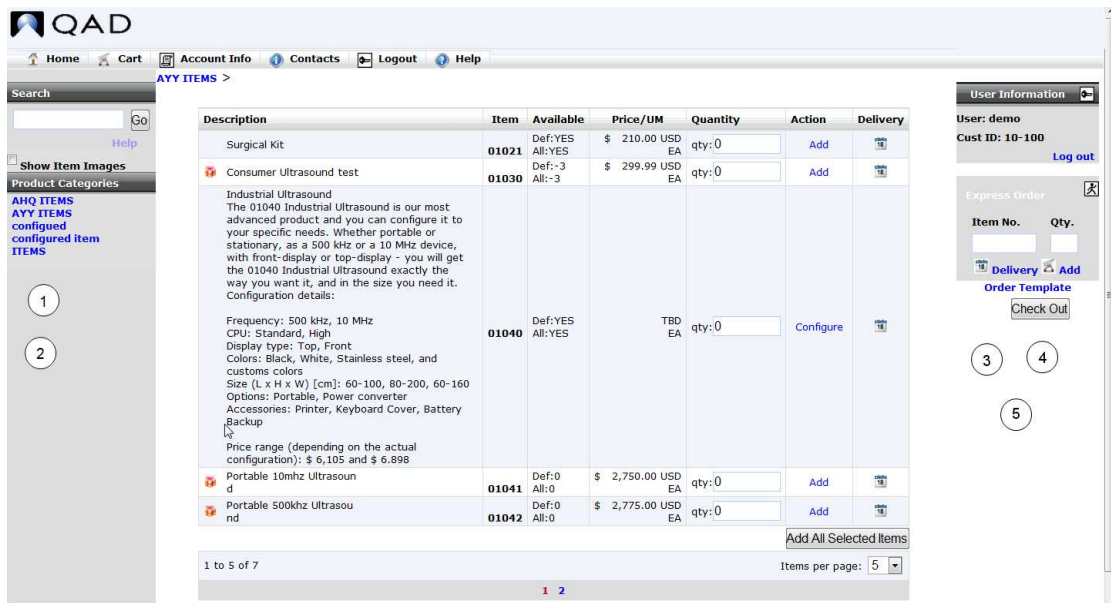 QAD
Home Cart Account Info Contacts Logout Help
AYY ITEMS >
Search
Go
Help
Show Item Images
Product Categories
AHQ ITEMS
AYY ITEMS
configued
configured item
ITEMS
1
2
Description Item Available Price/UM Quantity Action Delivery
Surgical Kit 01021 Def:YES All:YES $ 210.00 USD EA qty: 0 Add
Consumer Ultrasound test 01030 Def:-3 All:-3 $ 299.99 USD EA qty: 0 Add
Industrial Ultrasound
The 01040 Industrial Ultrasound is our most
advanced product and you can configure it to
your specific needs. Whether portable or
stationary, as a 500 kHz or a 10 MHz device,
with front-display or top-display - you will get
the 01040 Industrial Ultrasound exactly the
way you want it, and in the size you need it.
Configuration details:
Frequency: 500 kHz, 10 MHz
CPU: Standard, High
Display type: Top, Front
Colors: Black, White, Stainless steel, and
customs colors
Size (L x H x W) [cm]: 60-100, 80-200, 60-160
Options: Portable, Power converter
Accessories: Printer, Keyboard Cover, Battery
Backup
Price range (depending on the actual
configuration): $ 6,105 and $ 6.898
01040 Def:YES All:YES TBD EA qty: 0 Configure
Portable 10mhz Ultrasoun
d
01041 Def:0 All:0 $ 2,750.00 USD EA qty: 0 Add
Portable 500khz Ultrasou
nd
01042 Def:0 All:0 $ 2,775.00 USD EA qty: 0 Add
Add All Selected Items
1 to 5 of 7 Items per page: 5
1 2
User Information
User: demo
Cust ID: 10-100
Log out
Express Order
Item No. Qty.
Delivery Add
Order Template
Check Out
3
4
5